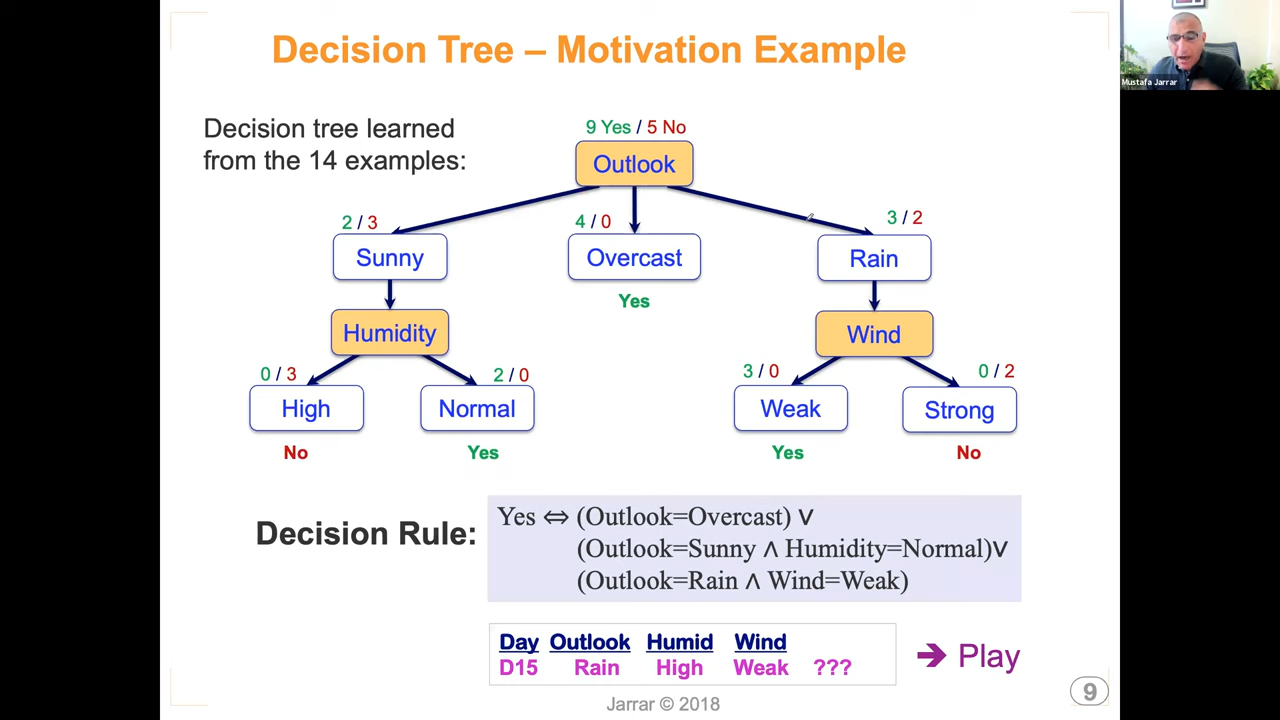 Decision Tree – Motivation Example
Mustafa Jarrar
Decision tree learned
from the 14 examples:
9 Yes / 5 No
Outlook
2 / 3
4 / 0
3 / 2
Sunny
Overcast
Rain
Yes
Humidity
Wind
0 / 3
2 / 0
3 / 0
0 / 2
High
Normal
Weak
Strong
No
Yes
Yes
No
Decision Rule:
Yes ⇔ (Outlook=Overcast) ∨
(Outlook=Sunny ∧ Humidity=Normal)∨
(Outlook=Rain ∧ Wind=Weak)
Day Outlook Humid Wind
D15 Rain High Weak ???
➔ Play
Jarrar © 2018
9